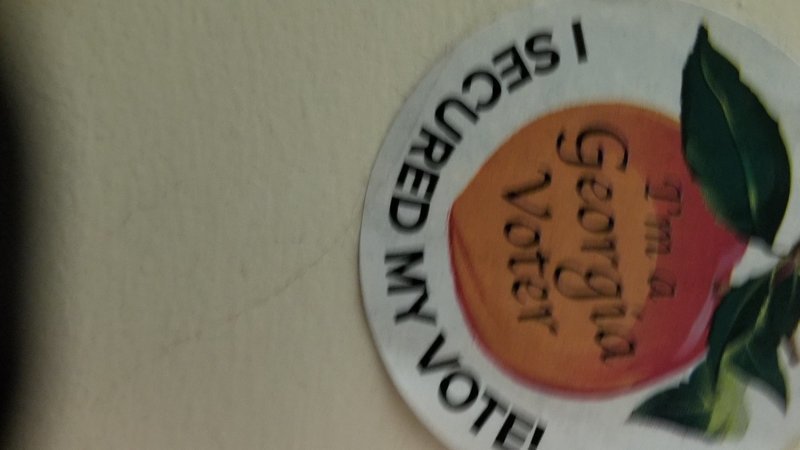 I'm a
Georgia
Voter
I SECURED MY VOTE!